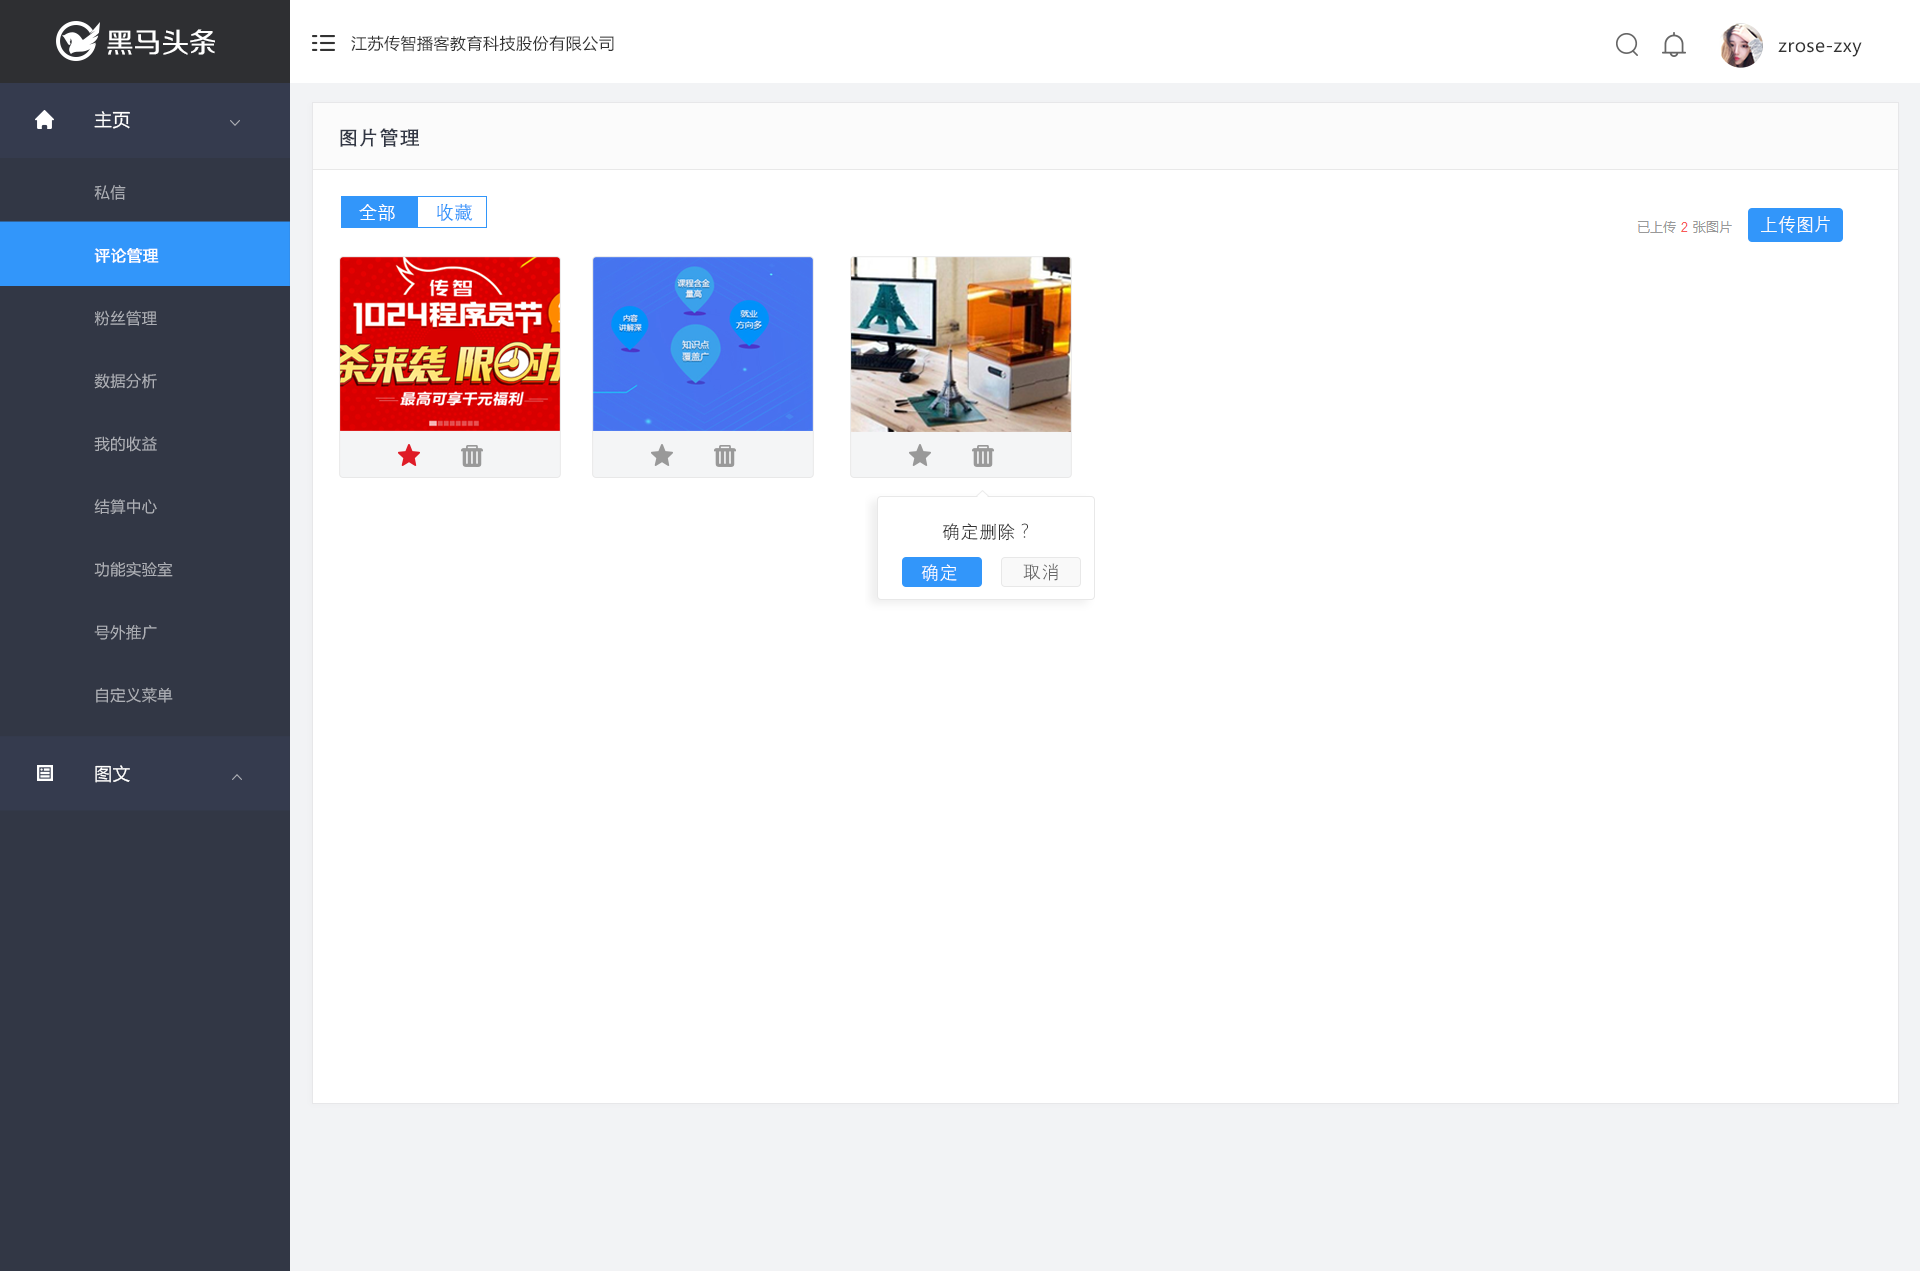 黑马头条
江苏传智播客教育科技股份有限公司
zrose-zxy
主页
私信
评论管理
粉丝管理
数据分析
我的收益
结算中心
功能实验室
号外推广
自定义菜单
图文
图片管理
全部
收藏
已上传 2 张图片
上传图片
传智
1024程序员节
杀来袭 限时
最高可享千元福利
课程含金
量高
内容
讲解深
就业
方向多
知识点
覆盖广
确定删除？
确定
取消